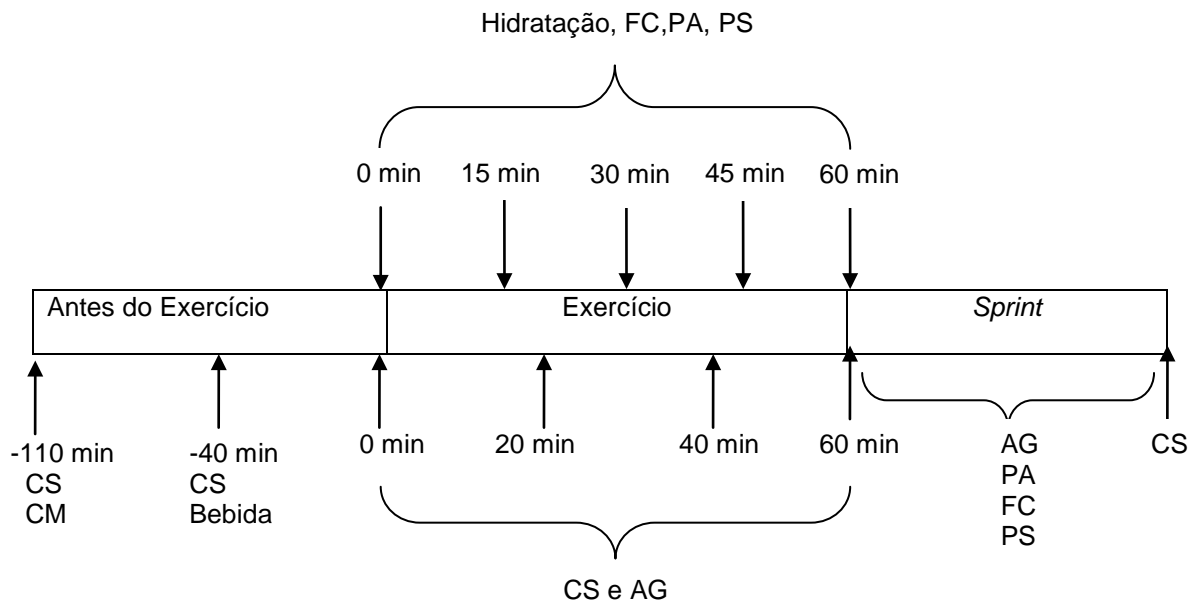 Hidratação, FC,PA, PS
0 min 15 min 30 min 45 min 60 min
Antes do Exercício Exercício Sprint
-110 min -40 min 0 min 20 min 40 min 60 min AG CS
CS CS PA
CM Bebida FC
PS
CS e AG